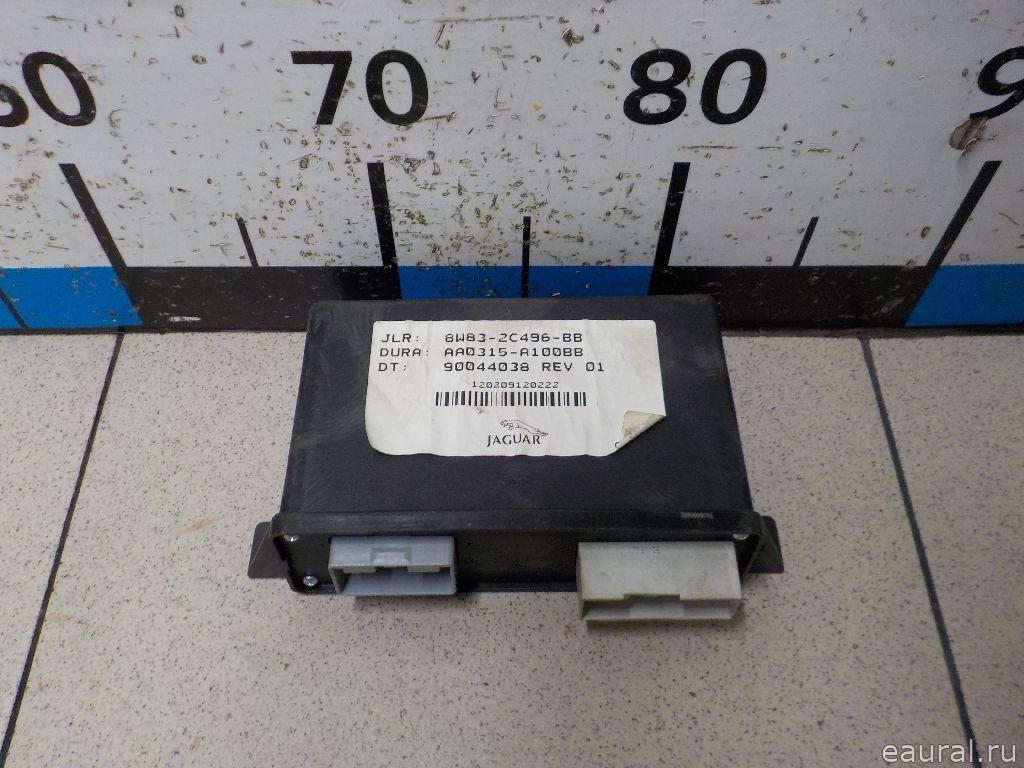 60 70 80 9
JLR: 8W83-2C496-BB
DURA: AA0315-A100BB
DT: 90044038 REV 01
120209120222
JAGUAR
eaural.ru